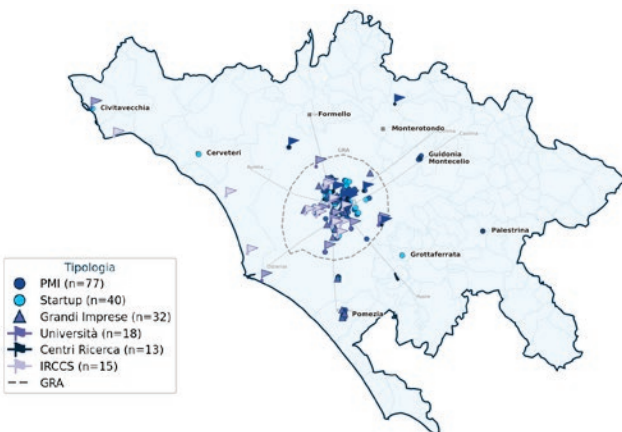 Civitavecchia
Formello
Monterotondo
Cerveteri
GRA
Guidonia
Montecelio
Aurelia
Palestrina
Grottaferrata
Pomezia
Tipologia
PMI (n=77)
Startup (n=40)
Grandi Imprese (n=32)
Università (n=18)
Centri Ricerca (n=13)
IRCCS (n=15)
GRA